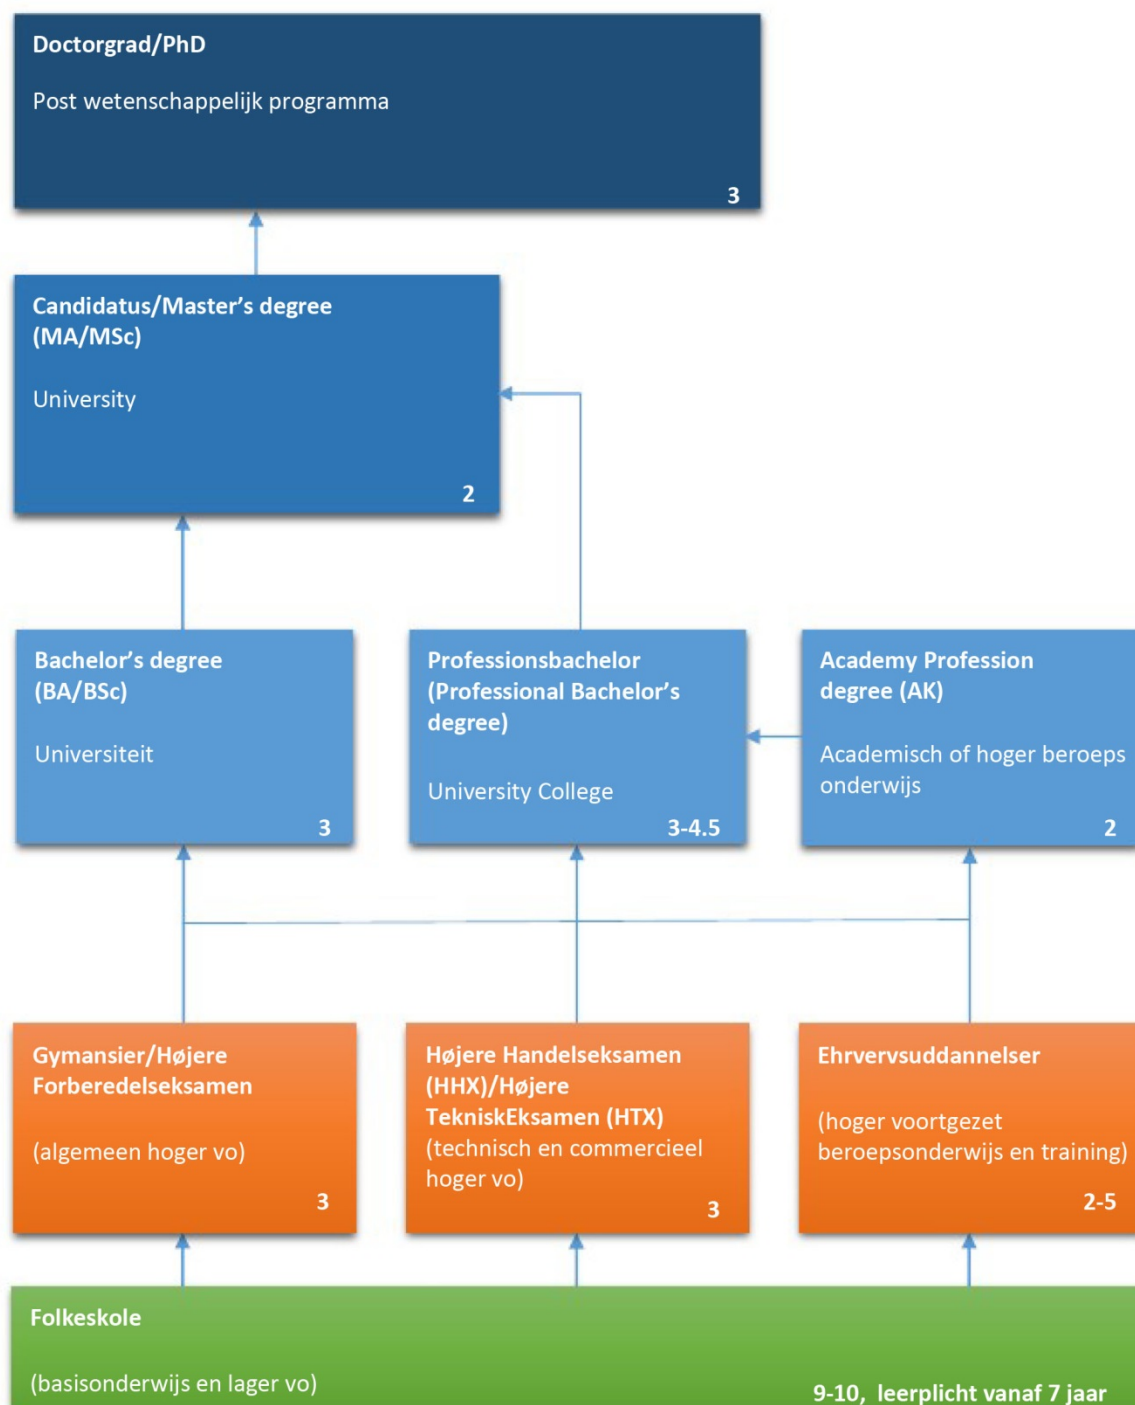 Doctorgrad/PhD
Post wetenschappelijk programma
3
Candidatus/Master's degree
(MA/MSc)
University
2
Bachelor's degree
(BA/BSc)
Universiteit
3
Professionsbachelor
(Professional Bachelor's
degree)
University College
3-4.5
Academy Profession
degree (AK)
Academisch of hoger beroeps
onderwijs
2
Gymansier/Højere
Forberedelseksamen
(algemeen hoger vo)
3
Højere Handelseksamen
(HHX)/Højere
TekniskEksamen (HTX)
(technisch en commercieel
hoger vo)
3
Ehrvervsuddannelser
(hoger voortgezet
beroepsonderwijs en training)
2-5
Folkeskole
(basisonderwijs en lager vo)
9-10, leerplicht vanaf 7 jaar